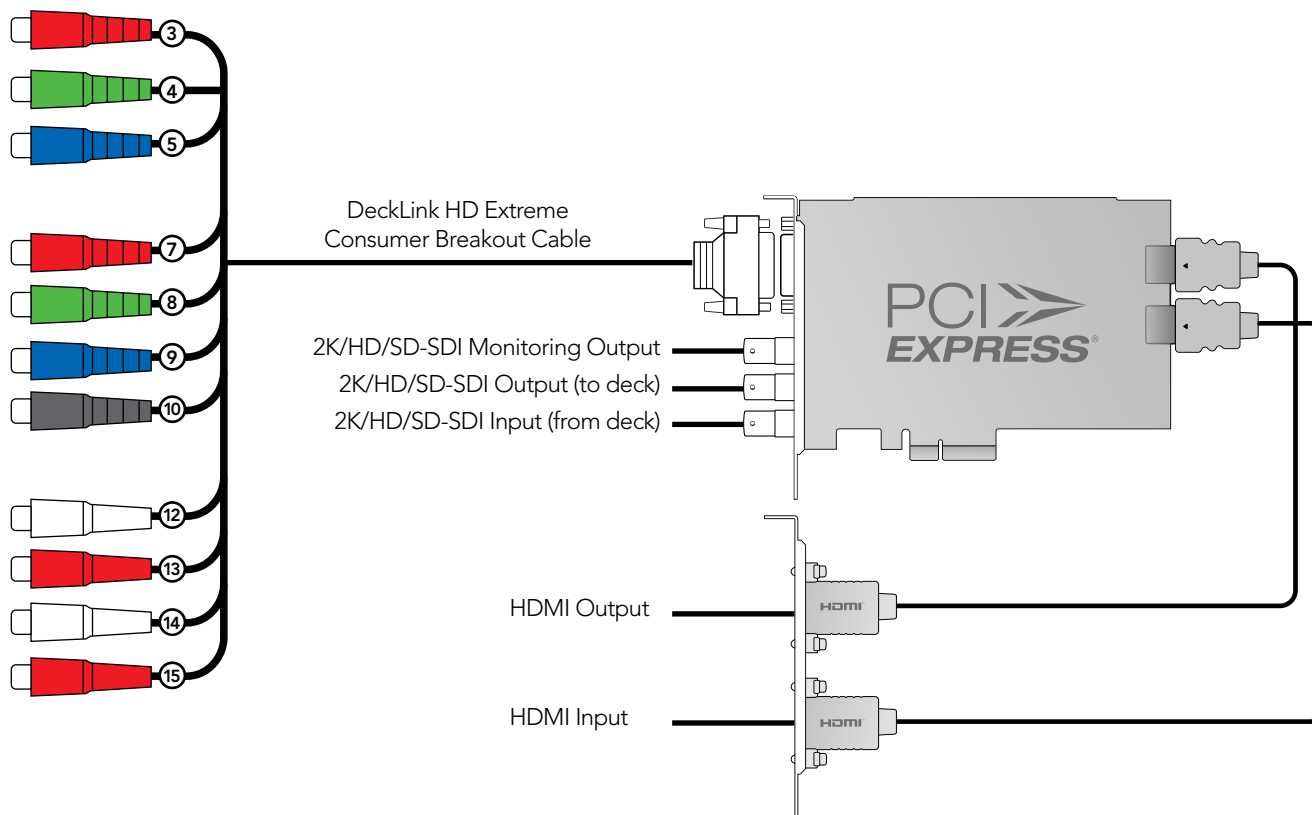 3
4
5
7
8
9
10
12
13
14
15
DeckLink HD Extreme
Consumer Breakout Cable
2K/HD/SD-SDI Monitoring Output
2K/HD/SD-SDI Output (to deck)
2K/HD/SD-SDI Input (from deck)
PCI
EXPRESS®
HDMI Output
HDMI
HDMI Input
HDMI